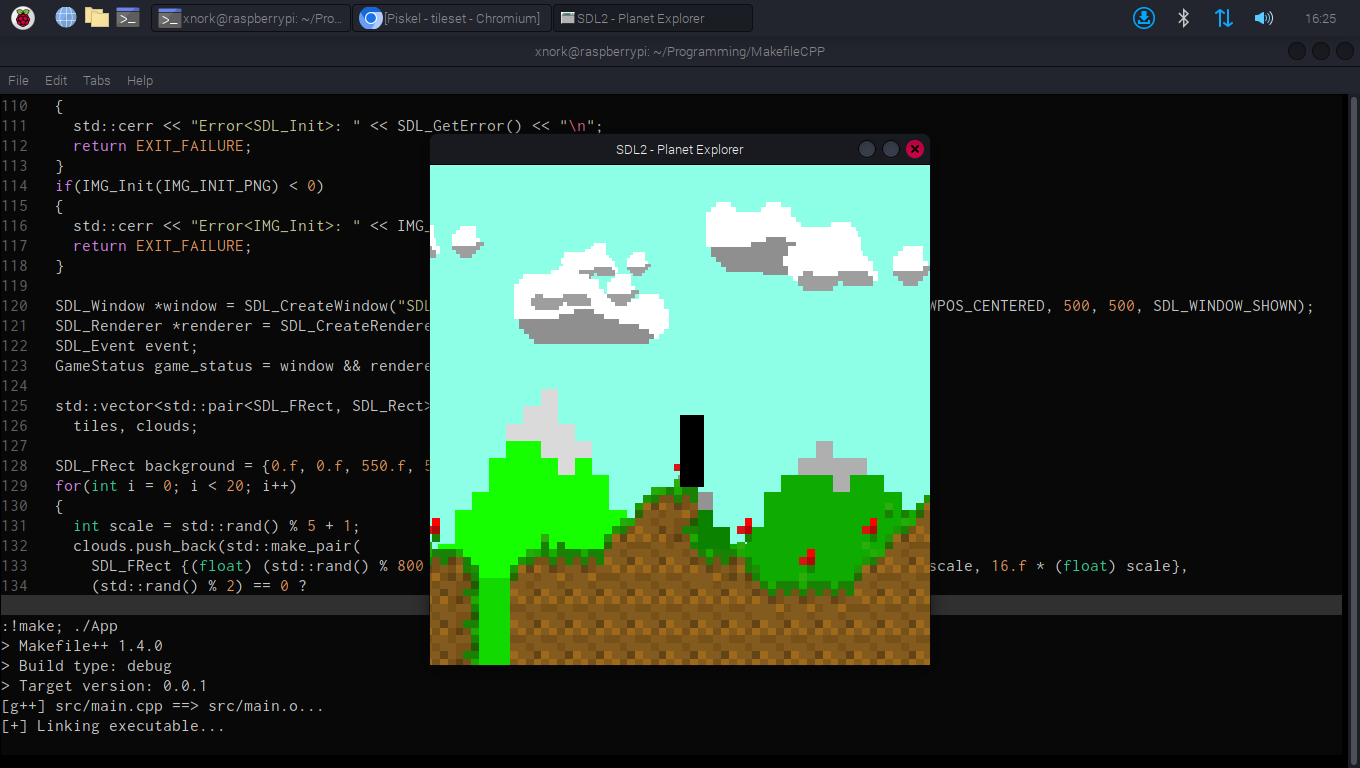 xnork@raspberrypi: ~/Pro...
[Piskel - tileset - Chromium]
SDL2 - Planet Explorer
16:25
xnork@raspberrypi: ~/Programming/MakefileCPP
File Edit Tabs Help
110 {
111 std::cerr << "Error<SDL_Init>: " << SDL_GetError() << "\n";
112 return EXIT_FAILURE;
113 }
114 if(IMG_Init(IMG_INIT_PNG) < 0)
115 {
116 std::cerr << "Error<IMG_Init>: " << IMG_
117 return EXIT_FAILURE;
118 }
119
120 SDL_Window *window = SDL_CreateWindow("SDL WPOS_CENTERED, 500, 500, SDL_WINDOW_SHOWN);
121 SDL_Renderer *renderer = SDL_CreateRendere
122 SDL_Event event;
123 GameStatus game_status = window && rendere
124
125 std::vector<std::pair<SDL_FRect, SDL_Rect>
126 tiles, clouds;
127
128 SDL_FRect background = {0.f, 0.f, 550.f, 5
129 for(int i = 0; i < 20; i++)
130 {
131 int scale = std::rand() % 5 + 1;
132 clouds.push_back(std::make_pair(
133 SDL_FRect {(float) (std::rand() % 800 scale, 16.f * (float) scale},
134 (std::rand() % 2) == 0 ?
:!make; ./App
> Makefile++ 1.4.0
> Build type: debug
> Target version: 0.0.1
[g++] src/main.cpp ==> src/main.o...
[+] Linking executable...
SDL2 - Planet Explorer